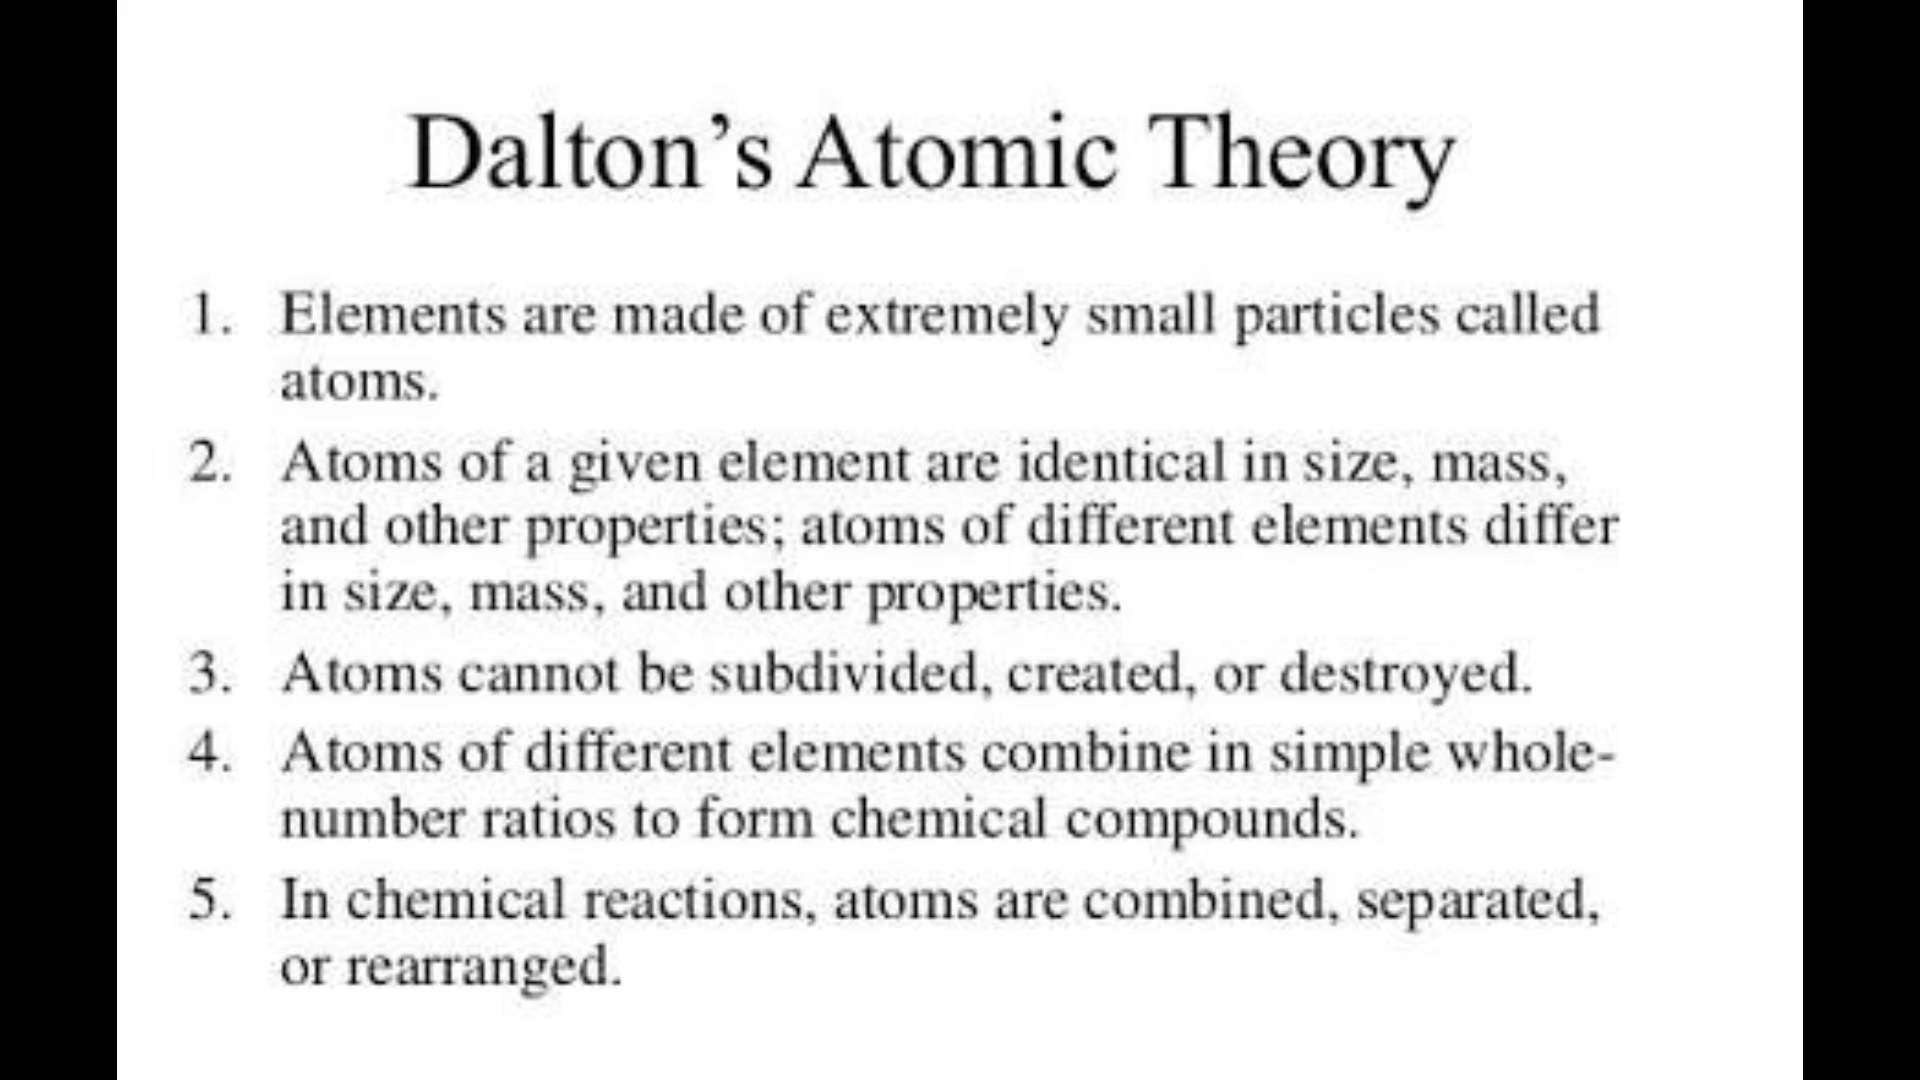 Dalton’s Atomic Theory
1. Elements are made of extremely small particles called
atoms.
2. Atoms of a given element are identical in size, mass,
and other properties; atoms of different elements differ
in size, mass, and other properties.
3. Atoms cannot be subdivided, created, or destroyed.
4. Atoms of different elements combine in simple whole-
number ratios to form chemical compounds.
5. In chemical reactions, atoms are combined, separated,
or rearranged.